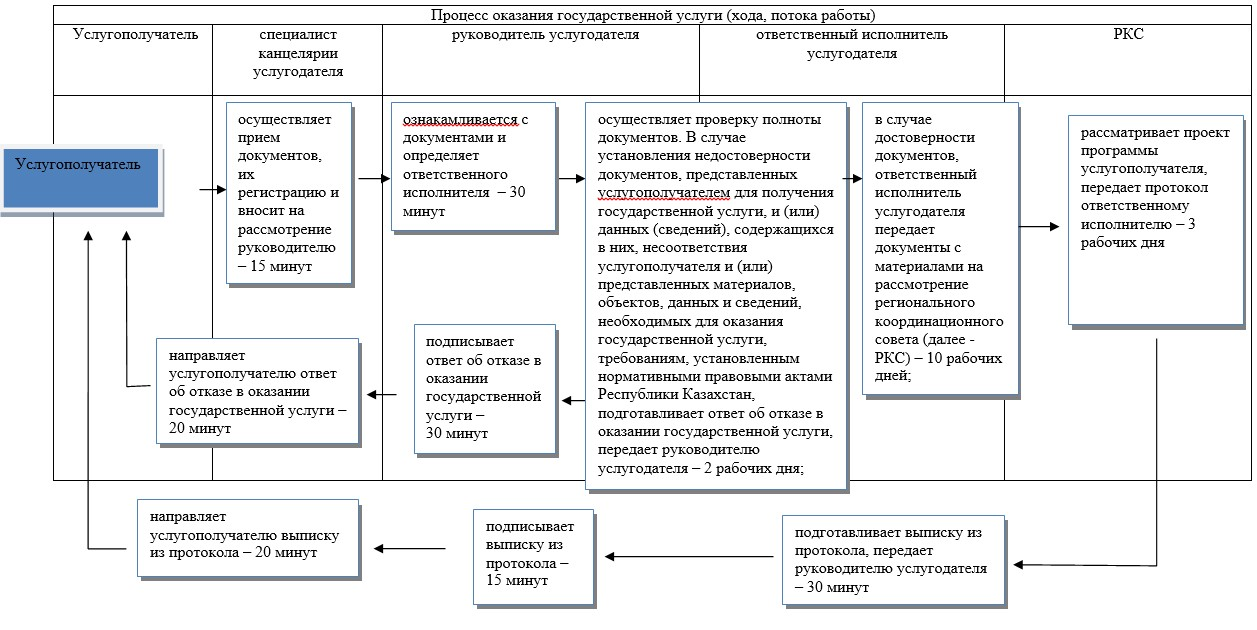 Процесс оказания государственной услуги (хода, потока работы)
Услугополучатель
специалист
канцелярии
услугодателя
руководитель услугодателя
ответственный исполнитель
услугодателя
РКС
Услугополучатель
осуществляет
прием
документов,
их
регистрацию и
вносит на
рассмотрение
руководителю
– 15 минут
ознакамливается с
документами и
определяет
ответственного
исполнителя – 30
минут
осуществляет проверку полноты
документов. В случае
установления недостоверности
документов, представленных
услугополучателем для получения
государственной услуги, и (или)
данных (сведений), содержащихся
в них, несоответствия
услугополучателя и (или)
представленных материалов,
объектов, данных и сведений,
необходимых для оказания
государственной услуги,
требованиям, установленным
нормативными правовыми актами
Республики Казахстан,
подготавливает ответ об отказе в
оказании государственной услуги,
передает руководителю
услугодателя – 2 рабочих дня;
в случае
достоверности
документов,
ответственный
исполнитель
услугодателя
передает
документы с
материалами на
рассмотрение
регионального
координационного
совета (далее -
РКС) – 10 рабочих
дней;
рассматривает проект
программы
услугополучателя,
передает протокол
ответственному
исполнителю – 3
рабочих дня
направляет
услугополучателю ответ
об отказе в оказании
государственной услуги –
20 минут
подписывает
ответ об отказе в
оказании
государственной
услуги –
30 минут
направляет
услугополучателю выписку
из протокола – 20 минут
подписывает
выписку из
протокола –
15 минут
подготавливает выписку из
протокола, передает
руководителю услугодателя
– 30 минут